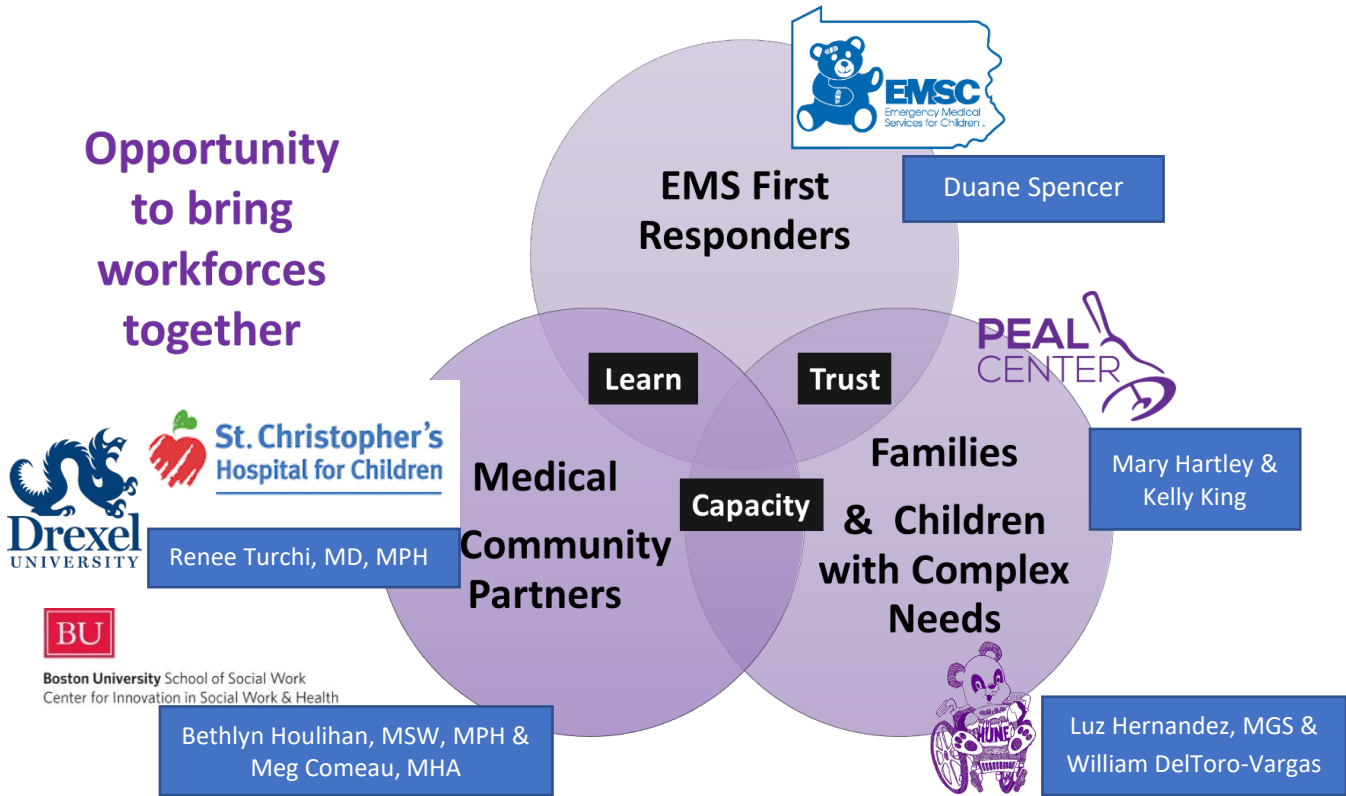 Opportunity
to bring
workforces
together
EMSC
Emergency Medical
Services for Children
Duane Spencer
EMS First
Responders
PEAL
CENTER
Mary Hartley &
Kelly King
Learn
Trust
Capacity
Families
& Children
with Complex
Needs
Medical
Community
Partners
St. Christopher's
Hospital for Children
Drexel
UNIVERSITY
Renee Turchi, MD, MPH
BU
Boston University School of Social Work
Center for Innovation in Social Work & Health
Bethlyn Houlihan, MSW, MPH &
Meg Comeau, MHA
HUNE
Luz Hernandez, MGS &
William DelToro-Vargas